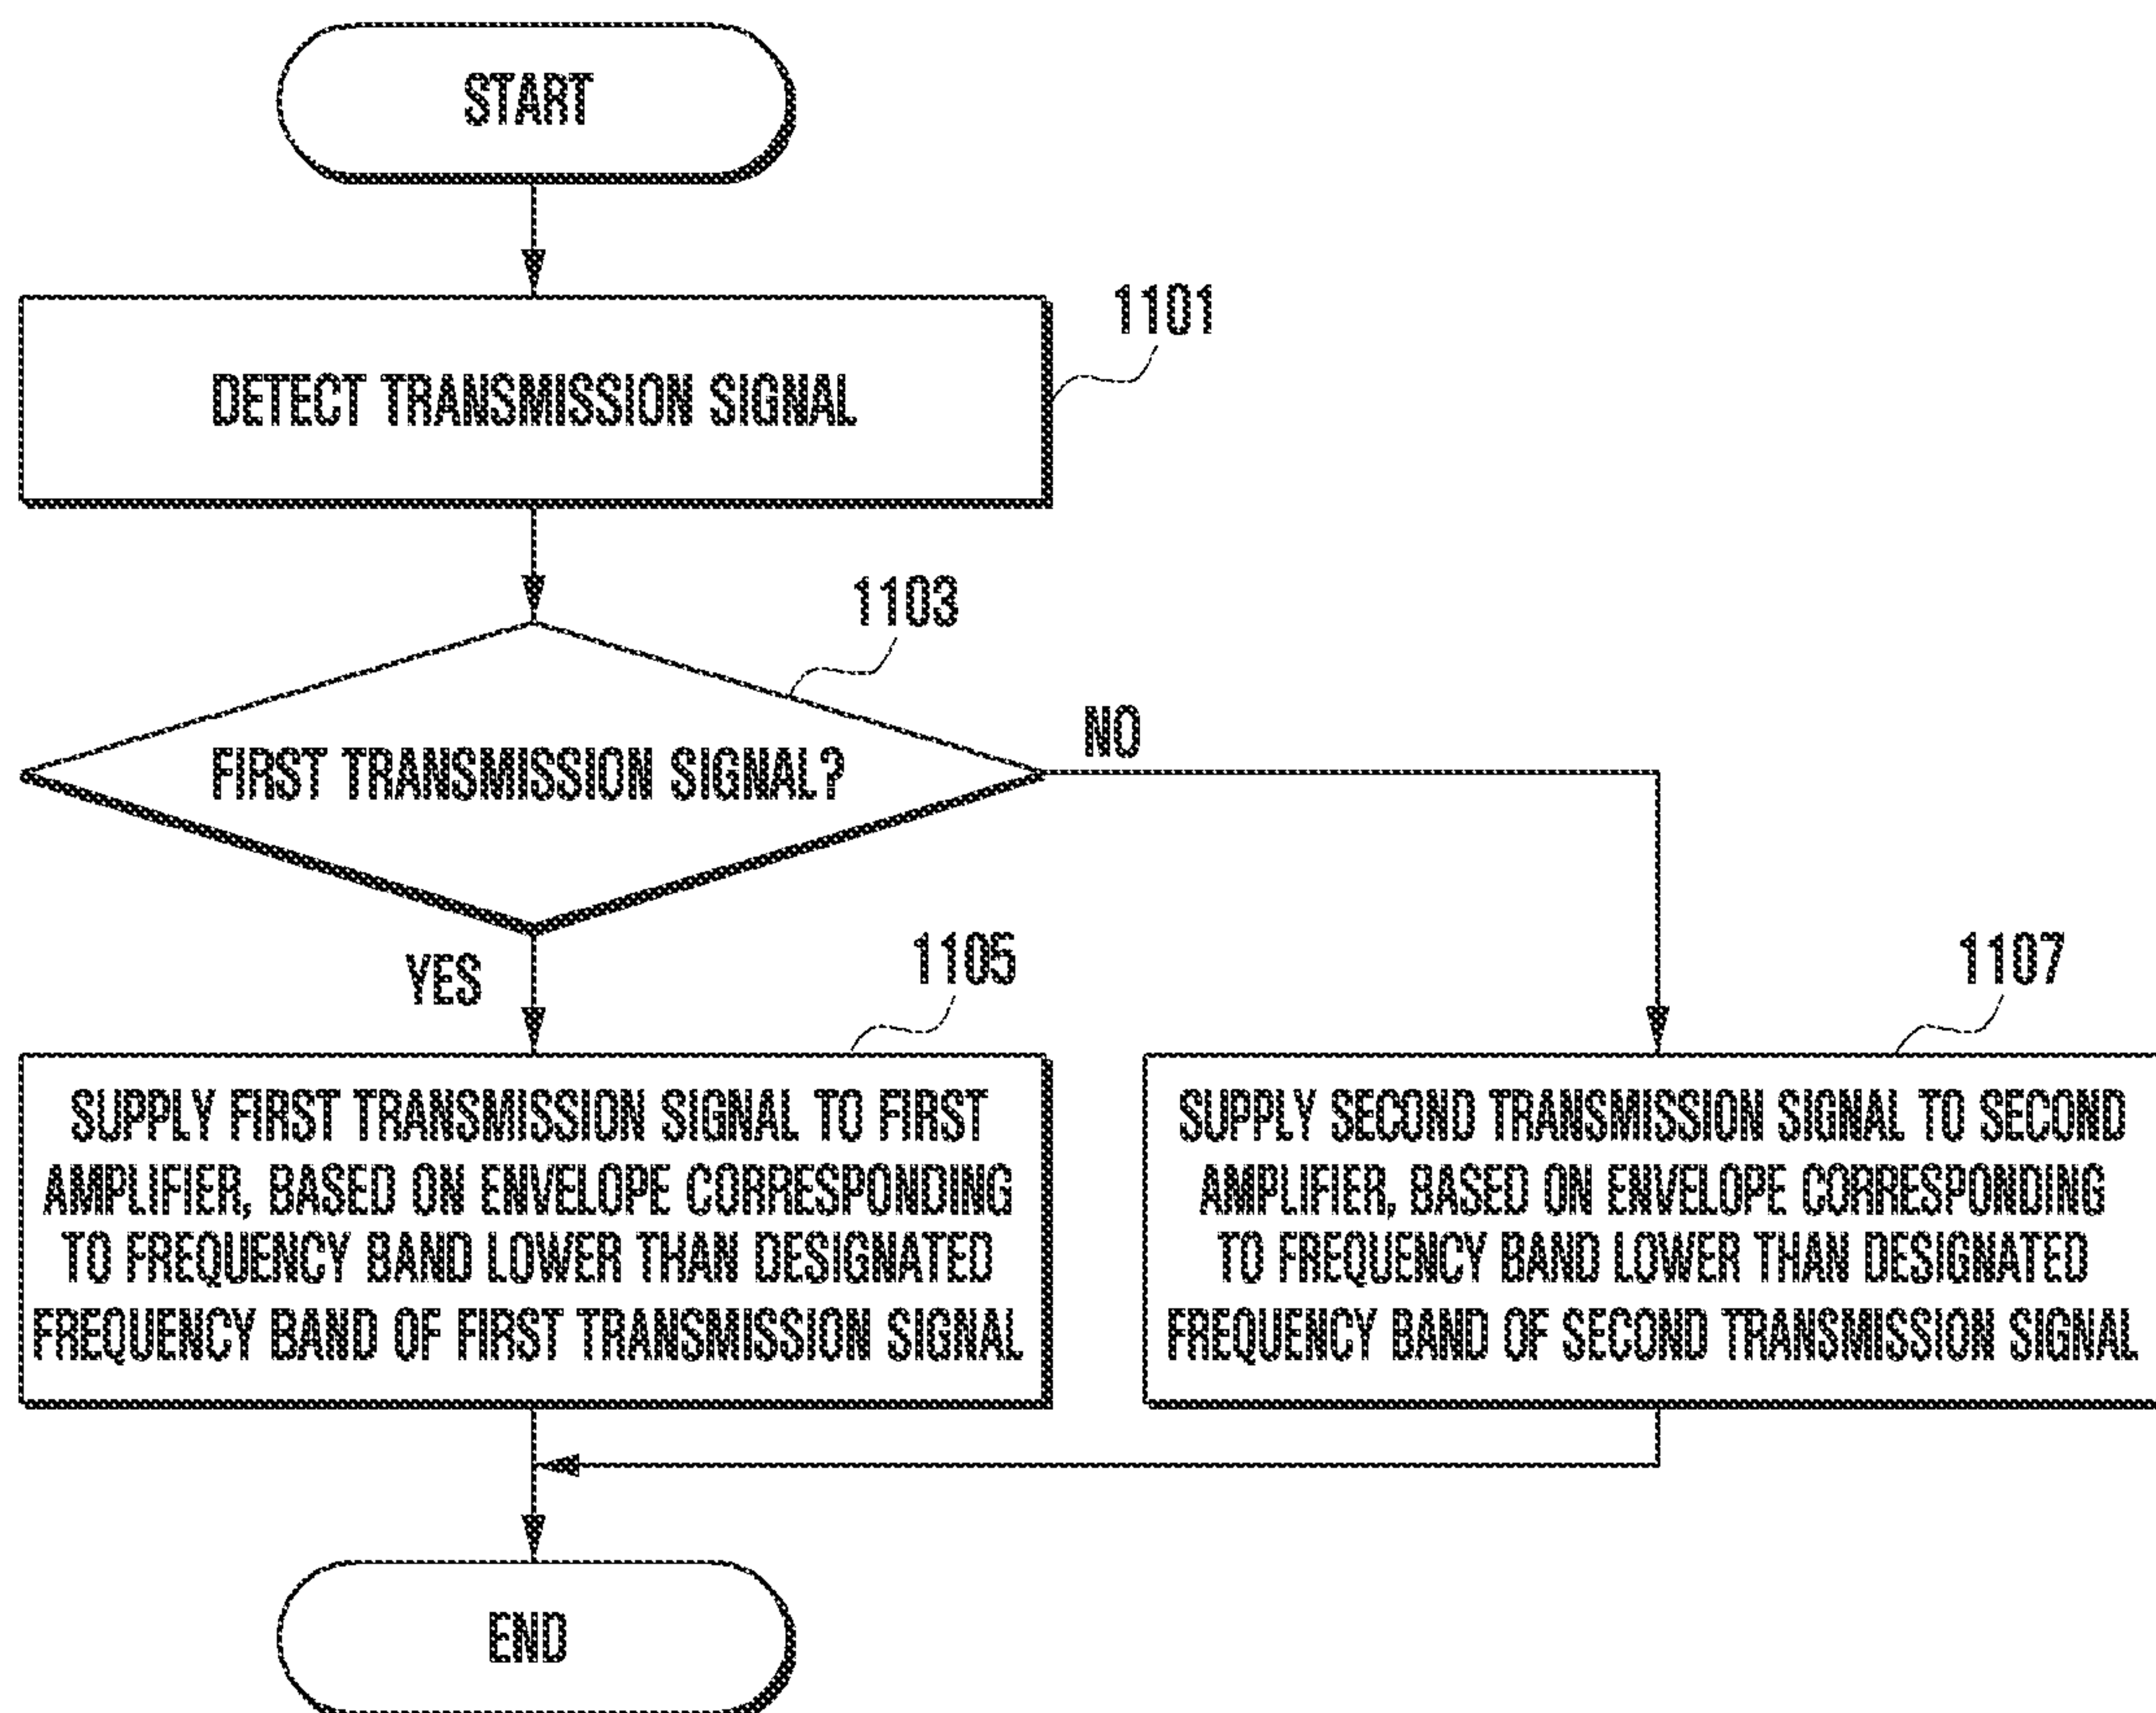 START
1101
DETECT TRANSMISSION SIGNAL
1103
FIRST TRANSMISSION SIGNAL?
NO
YES
1105
SUPPLY FIRST TRANSMISSION SIGNAL TO FIRST
AMPLIFIER, BASED ON ENVELOPE CORRESPONDING
TO FREQUENCY BAND LOWER THAN DESIGNATED
FREQUENCY BAND OF FIRST TRANSMISSION SIGNAL
1107
SUPPLY SECOND TRANSMISSION SIGNAL TO SECOND
AMPLIFIER, BASED ON ENVELOPE CORRESPONDING
TO FREQUENCY BAND LOWER THAN DESIGNATED
FREQUENCY BAND OF SECOND TRANSMISSION SIGNAL
END